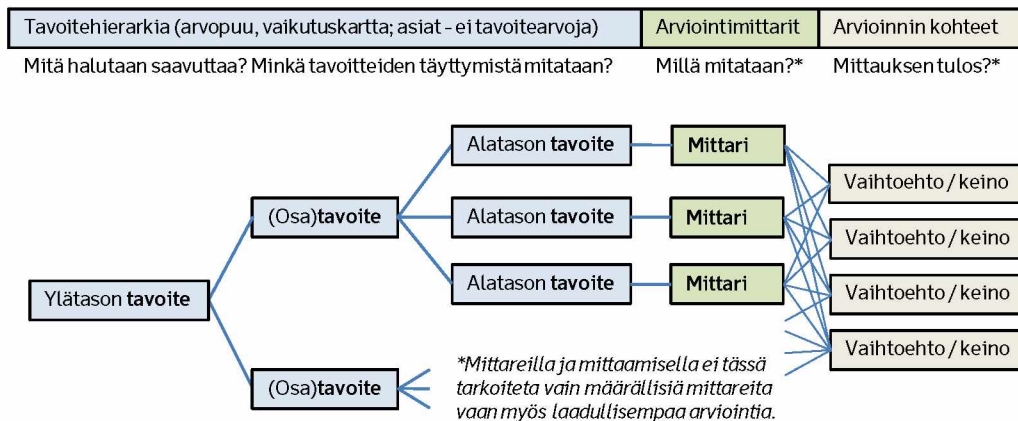 Tavoitehierarkia (arvopuu, vaikutuskartta; asiat - ei tavoitearvoja)
Arviointimittarit
Arvioinnin kohteet
Mitä halutaan saavuttaa? Minkä tavoitteiden täyttymistä mitataan?
Millä mitataan?*
Mittauksen tulos?*
Alatason tavoite
Mittari
Vaihtoehto / keino
(Osa)tavoite
Alatason tavoite
Mittari
Vaihtoehto / keino
Alatason tavoite
Mittari
Ylätason tavoite
Vaihtoehto / keino
Vaihtoehto / keino
(Osa)tavoite
*Mittareilla ja mittaamisella ei tässä
tarkoiteta vain määrällisiä mittareita
vaan myös laadullisempaa arviointia.